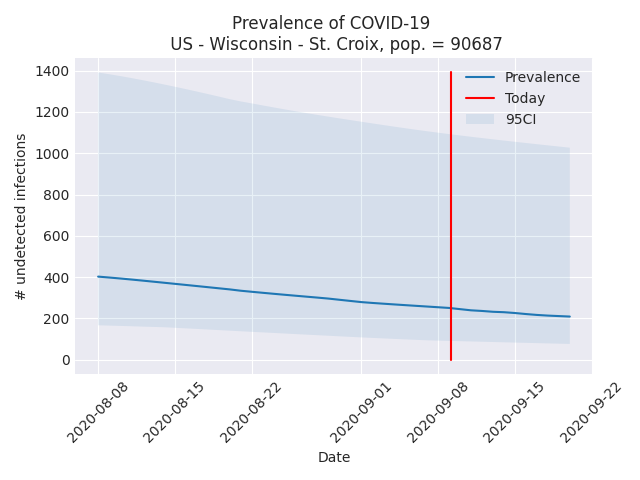 Prevalence of COVID-19
US - Wisconsin - St. Croix, pop. = 90687
Prevalence
Today
95CI
# undetected infections
1400
1200
1000
800
600
400
200
0
2020-08-08
2020-08-15
2020-08-22
2020-09-01
2020-09-08
2020-09-15
2020-09-22
Date